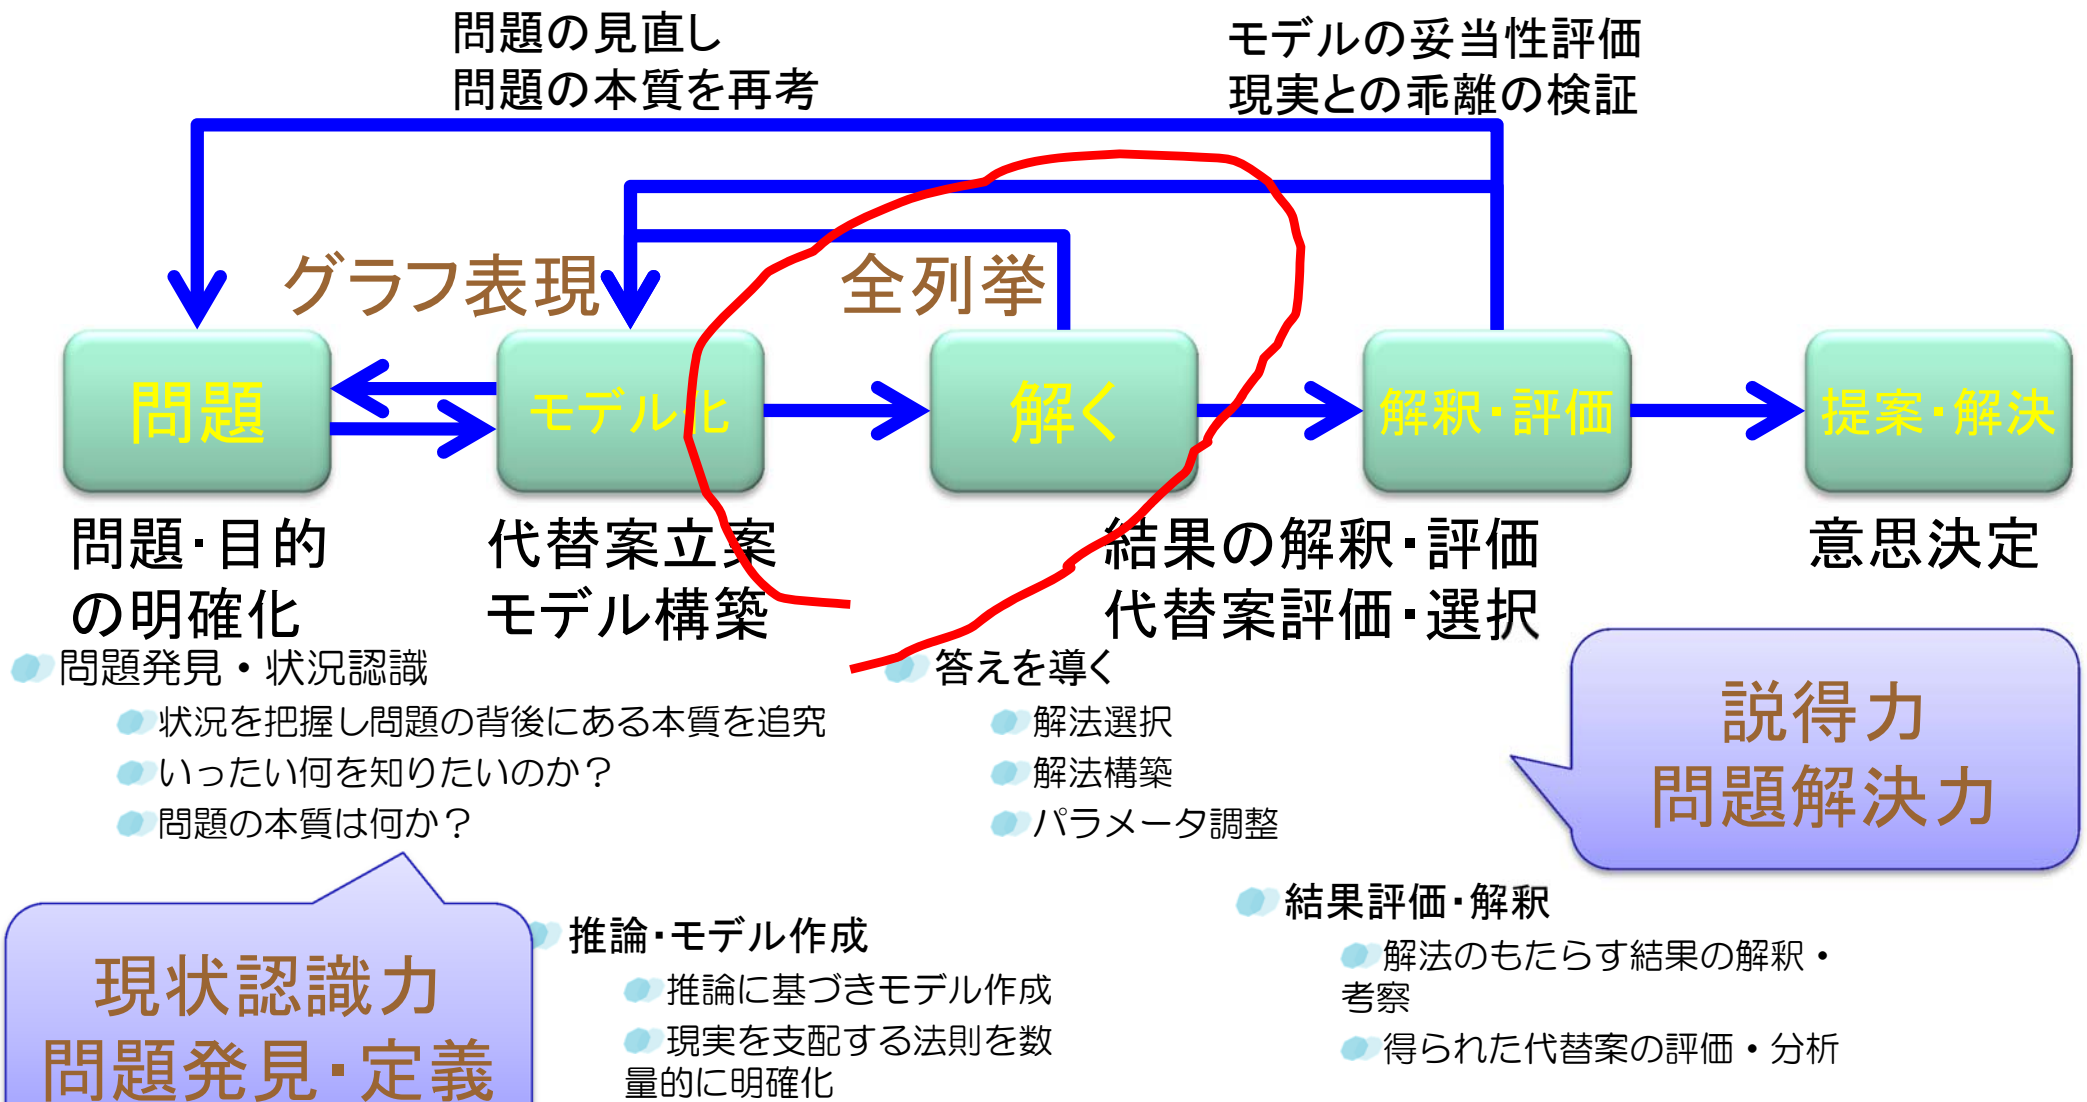 問題の見直し
問題の本質を再考
モデルの妥当性評価
現実との乖離の検証
グラフ表現
全列挙
問題
モデル化
解く
解釈・評価
提案・解決
問題・目的
の明確化
代替案立案
モデル構築
結果の解釈・評価
代替案評価・選択
意思決定
問題発見・状況認識
状況を把握し問題の背後にある本質を追究
いったい何を知りたいのか?
問題の本質は何か?
答えを導く
解法選択
解法構築
パラメータ調整
説得力
問題解決力
現状認識力
問題発見・定義
推論・モデル作成
推論に基づきモデル作成
現実を支配する法則を数
量的に明確化
結果評価・解釈
解法のもたらす結果の解釈・
考察
得られた代替案の評価・分析